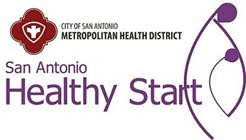 CITY OF SAN ANTONIO
METROPOLITAN HEALTH DISTRICT
San Antonio
Healthy Start